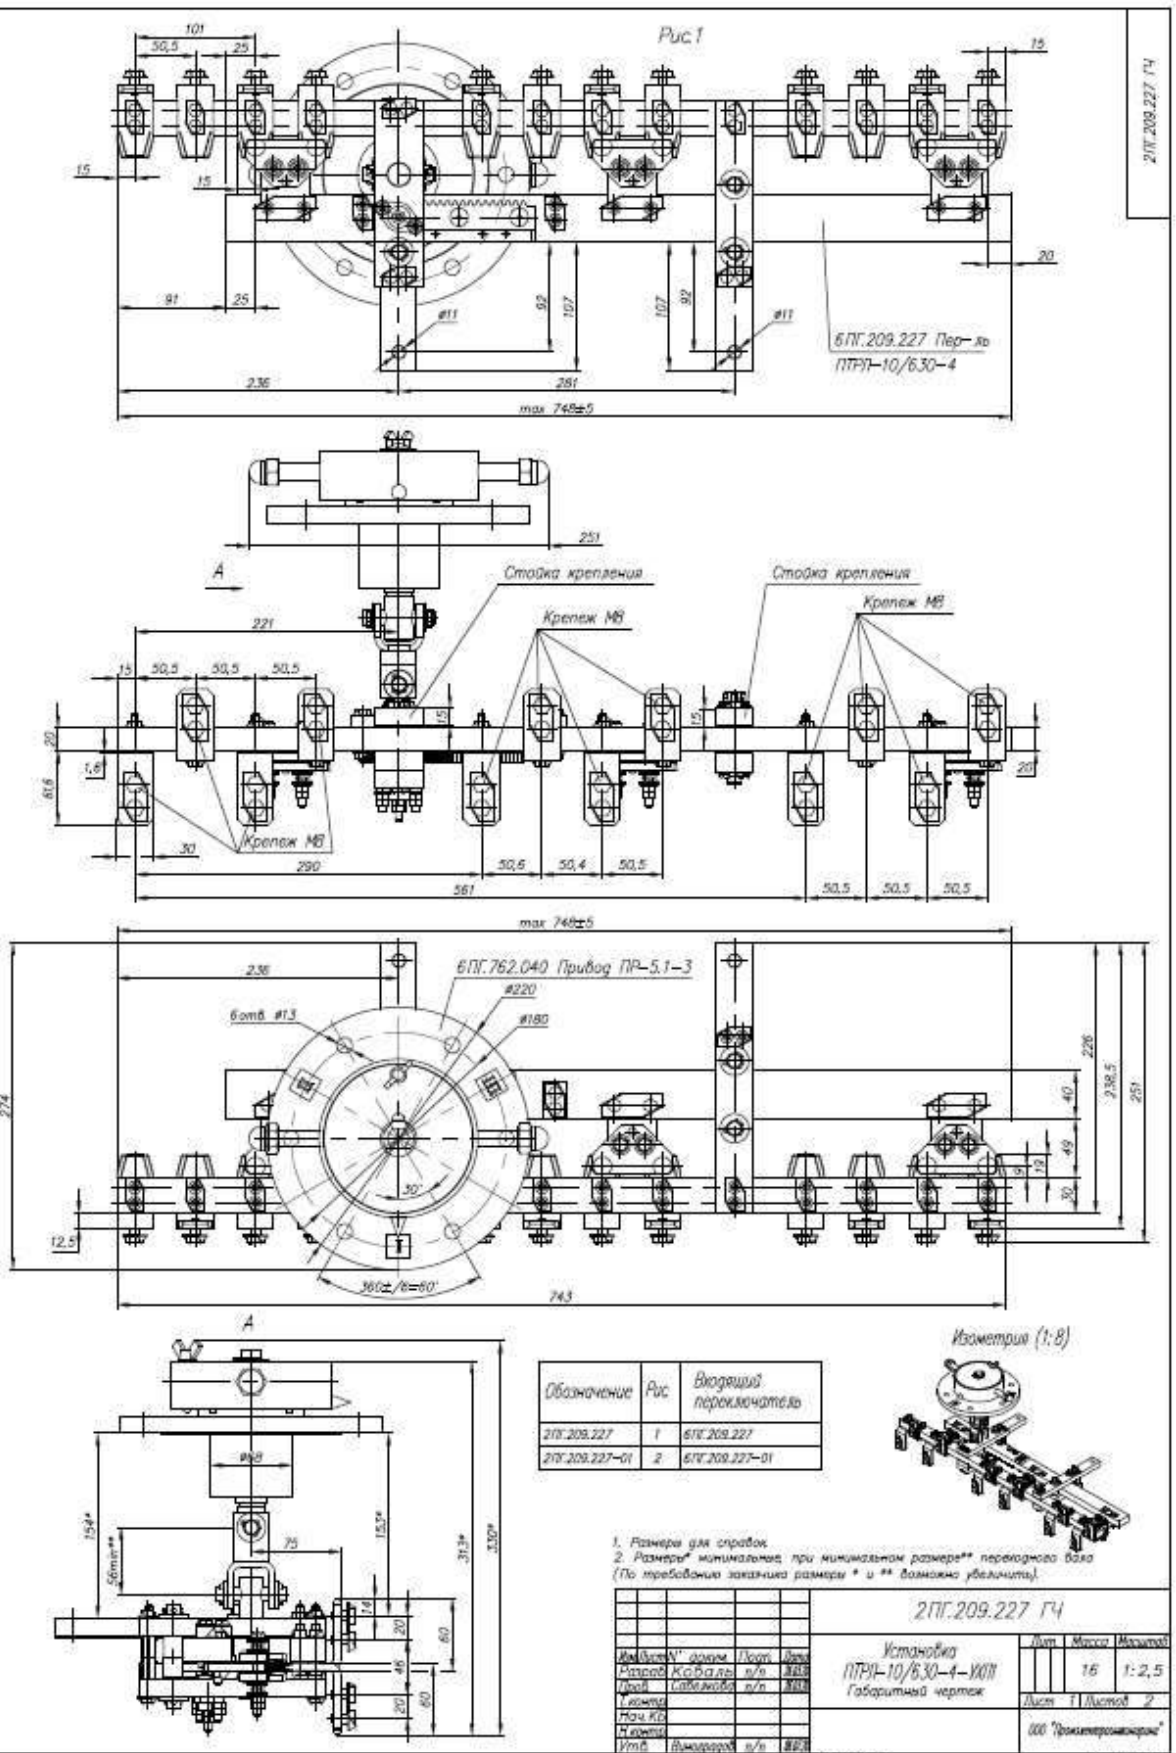 Рис.1
2ПГ.209.227 ГЧ
101
50,5
25
15
15
15
20
91
25
92
107
107
92
ø11
ø11
6ПГ.209.227 Пер-ль
ПТРЛ-10/630-4
236
281
max 748±5
251
А
Стойка крепления
Стойка крепления
Крепеж М8
Крепеж М8
221
15
50,5
50,5
50,5
15
15
20
1,6
61,6
20
30
Крепеж М8
290
50,6
50,4
50,5
561
50,5
50,5
50,5
max 748±5
236
6ПГ.762.040 Привод ПР-5.1-3
ø220
6 отв. ø13
ø180
274
226
238,5
251
40
49
19
9
30
30°
12,5
743
А
Изометрия (1:8)
Обозначение
Рис
Входящий
переключатель
2ПГ.209.227
1
6ПГ.209.227
2ПГ.209.227-01
2
6ПГ.209.227-01
ø68
154*
153*
56min**
75
313*
330*
14
20
60
46
20
60
1. Размеры для справок
2. Размеры* минимальные, при минимальном размере** переходного вала
(По требованию заказчика размеры * и ** возможно увеличить).
2ПГ.209.227 ГЧ
Установка
Габаритный чертеж
Лит.
Масса
Масштаб
16
1:2,5
Лист
1
Листов
2
Изм
Лист
N° докум.
Подп.
Дата
Разраб
Коваль
п/п
Пров.
Савелкова
п/п
Т.контр
Нач. КБ
Н.контр
Утв.
Виноградов
п/п
ООО